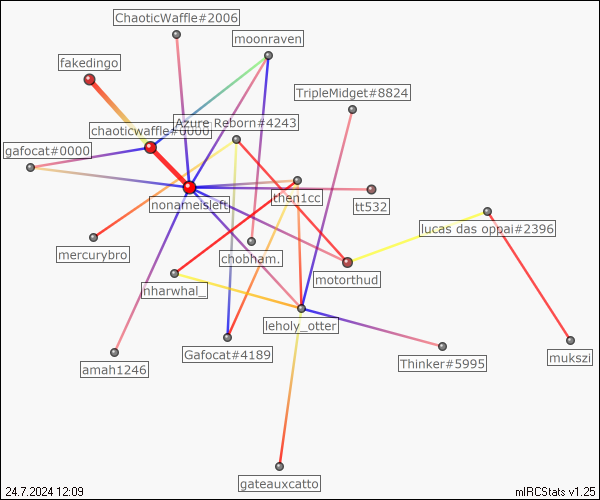 ChaoticWaffle#2006
moonraven
fakedingo
TripleMidget#8824
Azure Reborn#4243
chaoticwaffle#0000
gafocat#0000
then1cc
nonameisleft
tt532
lucas das oppai#2396
mercurybro
chobham.
motorthud
nharwhal_
leholy_otter
Gafocat#4189
Thinker#5995
mukszi
amah1246
gateauxcatto
24.7.2024 12:09
mIRCStats v1.25